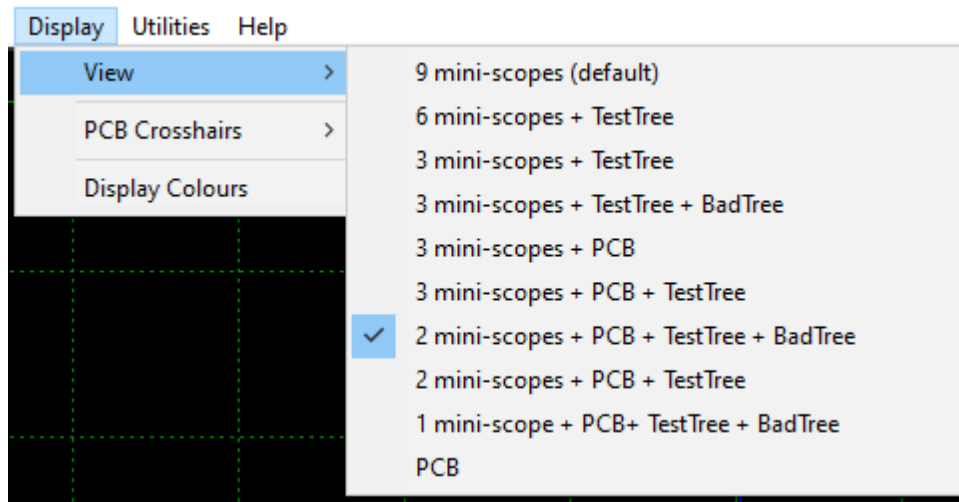 Display Utilities Help
View
PCB Crosshairs
Display Colours
9 mini-scopes (default)
6 mini-scopes + TestTree
3 mini-scopes + TestTree
3 mini-scopes + TestTree + BadTree
3 mini-scopes + PCB
3 mini-scopes + PCB + TestTree
2 mini-scopes + PCB + TestTree + BadTree
2 mini-scopes + PCB + TestTree
1 mini-scope + PCB+ TestTree + BadTree
PCB